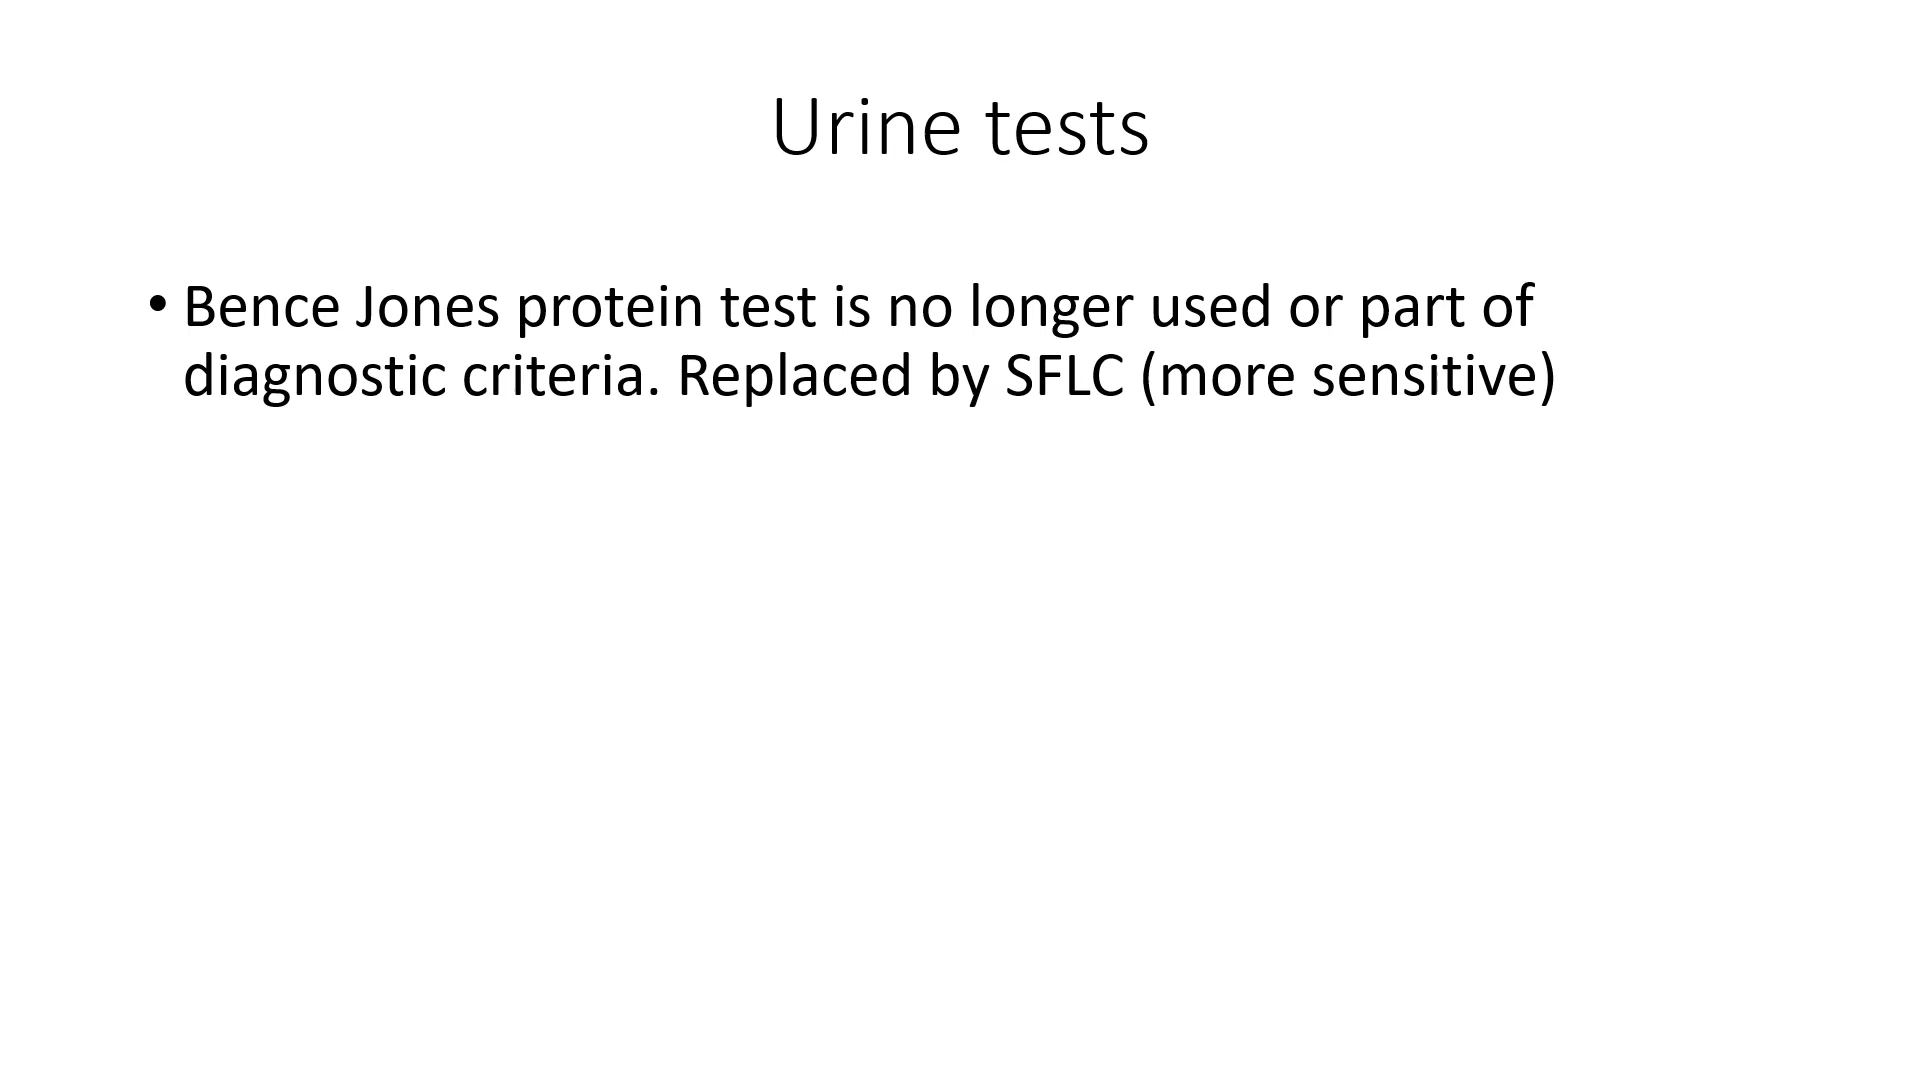 Urine tests
• Bence Jones protein test is no longer used or part of
diagnostic criteria. Replaced by SFLC (more sensitive)